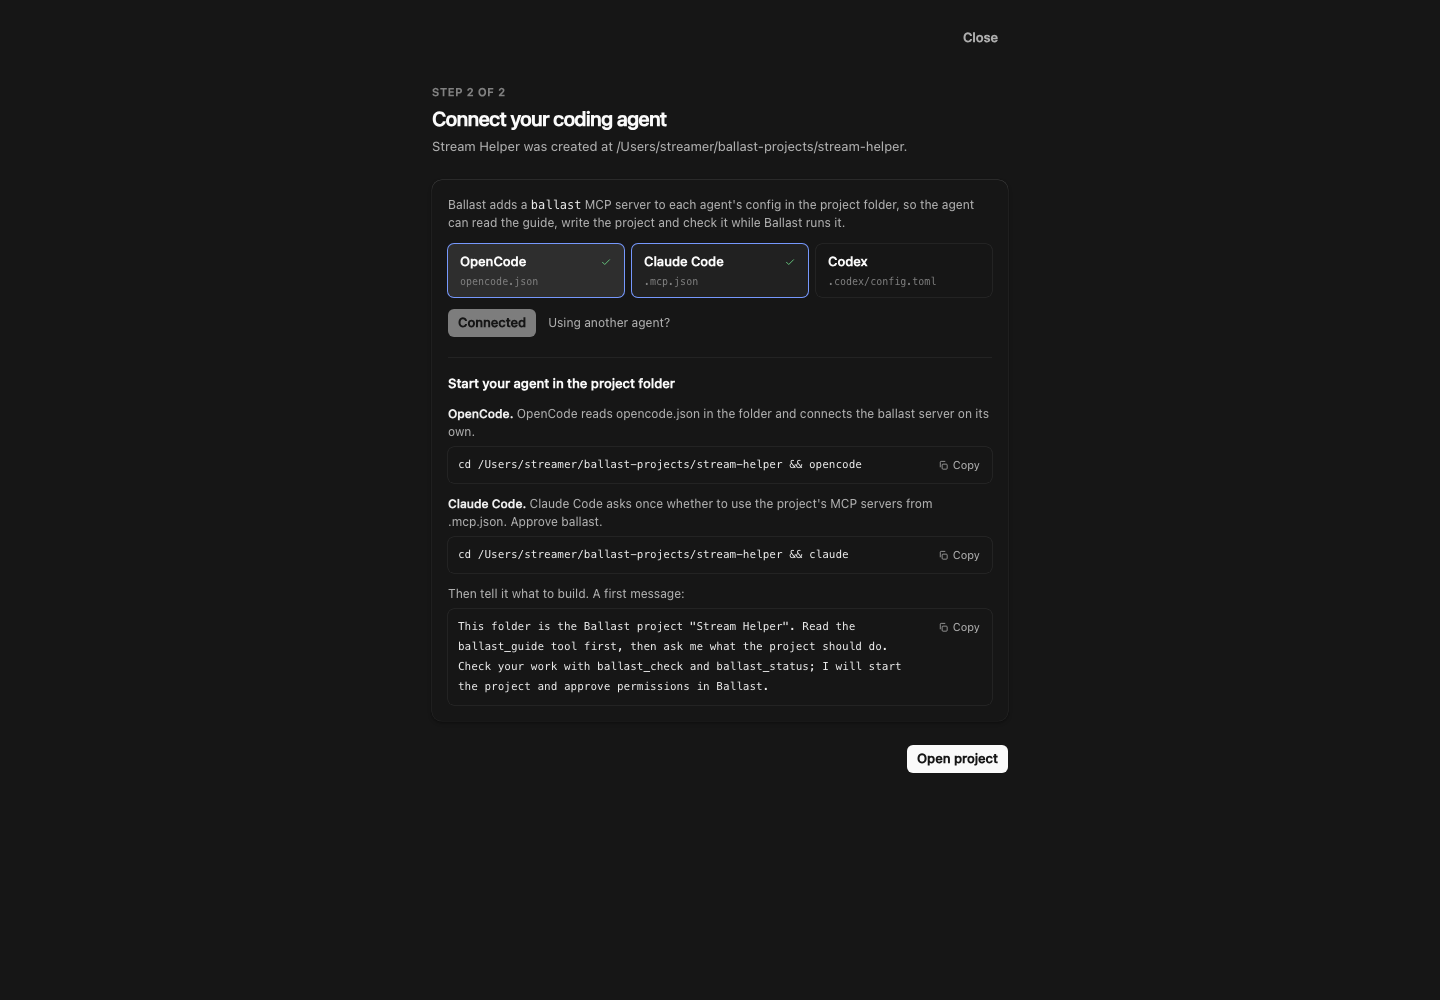 Close
STEP 2 OF 2
Connect your coding agent
Stream Helper was created at /Users/streamer/ballast-projects/stream-helper.
Ballast adds a ballast MCP server to each agent's config in the project folder, so the agent
can read the guide, write the project and check it while Ballast runs it.
OpenCode
opencode.json
Claude Code
.mcp.json
Codex
.codex/config.toml
Connected
Using another agent?
Start your agent in the project folder
OpenCode. OpenCode reads opencode.json in the folder and connects the ballast server on its
own.
cd /Users/streamer/ballast-projects/stream-helper && opencode
Copy
Claude Code. Claude Code asks once whether to use the project's MCP servers from
.mcp.json. Approve ballast.
cd /Users/streamer/ballast-projects/stream-helper && claude
Copy
Then tell it what to build. A first message:
This folder is the Ballast project "Stream Helper". Read the
Copy
ballast_guide tool first, then ask me what the project should do.
Check your work with ballast_check and ballast_status; I will start
the project and approve permissions in Ballast.
Open project